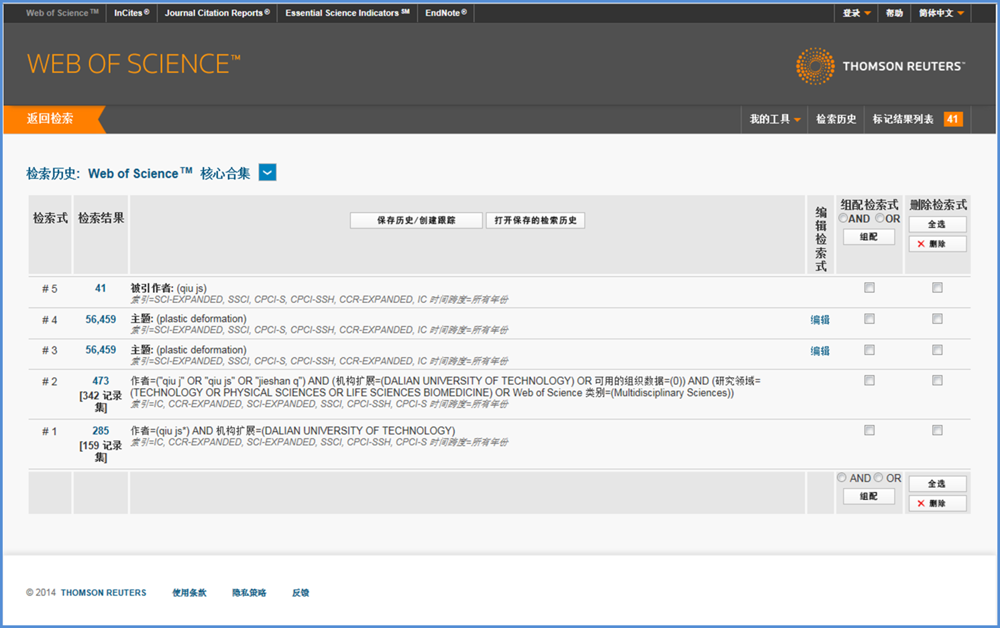 Web of Science™ InCites® Journal Citation Reports® Essential Science Indicators℠ EndNote® 登录 帮助 简体中文
WEB OF SCIENCE™ THOMSON REUTERS™
返回检索 我的工具 检索历史 标记结果列表 41
检索历史: Web of Science™ 核心合集
检索式 检索结果 保存历史/创建跟踪 打开保存的检索历史 编辑检索式 组配检索式 删除检索式
AND OR 全选
组配 删除
# 5 41 被引作者: (qiu js)
索引=SCI-EXPANDED, SSCI, CPCI-S, CPCI-SSH, CCR-EXPANDED, IC 时间跨度=所有年份
# 4 56,459 主题: (plastic deformation) 编辑
索引=SCI-EXPANDED, SSCI, CPCI-S, CPCI-SSH, CCR-EXPANDED, IC 时间跨度=所有年份
# 3 56,459 主题: (plastic deformation) 编辑
索引=SCI-EXPANDED, SSCI, CPCI-S, CPCI-SSH, CCR-EXPANDED, IC 时间跨度=所有年份
# 2 473 作者=("qiu j" OR "qiu js" OR "jieshan q") AND (机构扩展=(DALIAN UNIVERSITY OF TECHNOLOGY) OR 可用的组织数据=(0)) AND (研究领域=
[342 记录 (TECHNOLOGY OR PHYSICAL SCIENCES OR LIFE SCIENCES BIOMEDICINE) OR Web of Science 类别=(Multidisciplinary Sciences))
集] 索引=IC, CCR-EXPANDED, SCI-EXPANDED, SSCI, CPCI-SSH, CPCI-S 时间跨度=所有年份
# 1 285 作者=(qiu js*) AND 机构扩展=(DALIAN UNIVERSITY OF TECHNOLOGY)
[159 记录 索引=IC, CCR-EXPANDED, SCI-EXPANDED, SSCI, CPCI-SSH, CPCI-S 时间跨度=所有年份
集]
AND OR 全选
组配 删除
© 2014 THOMSON REUTERS 使用条款 隐私策略 反馈